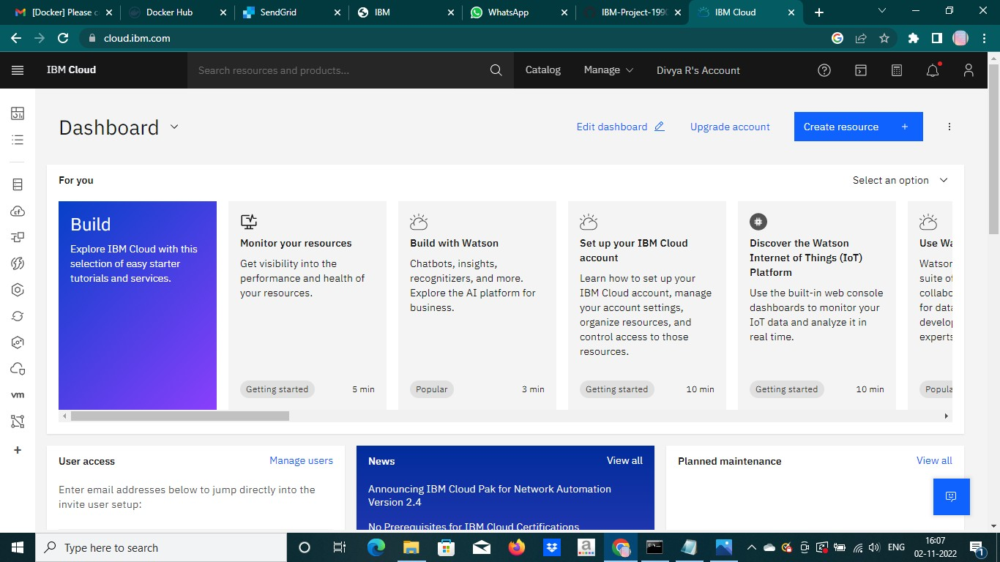 [Docker] Please c
Docker Hub
SendGrid
IBM
WhatsApp
IBM-Project-1990
IBM Cloud
cloud.ibm.com
IBM Cloud
Search resources and products...
Catalog
Manage
Divya R's Account
Dashboard
Edit dashboard
Upgrade account
Create resource +
For you
Select an option
Build
Explore IBM Cloud with this
selection of easy starter
tutorials and services.
Monitor your resources
Get visibility into the
performance and health of
your resources.
Getting started
5 min
Build with Watson
Chatbots, insights,
recognitizers, and more.
Explore the AI platform for
business.
Popular
3 min
Set up your IBM Cloud
account
Learn how to set up your
IBM Cloud account, manage
your account settings,
organize resources, and
control access to those
resources.
Getting started
10 min
Discover the Watson
Internet of Things (IoT)
Platform
Use the built-in web console
dashboards to monitor your
IoT data and analyze it in
real time.
Getting started
10 min
Use Wa
Watson
suite of
collabo
for data
develop
experts
Popula
vm
User access
Manage users
Enter email addresses below to jump directly into the
invite user setup:
News
View all
Announcing IBM Cloud Pak for Network Automation
Version 2.4
No Prerequisites for IBM Cloud Certifications
Planned maintenance
View all
Type here to search
ENG
16:07
02-11-2022
1